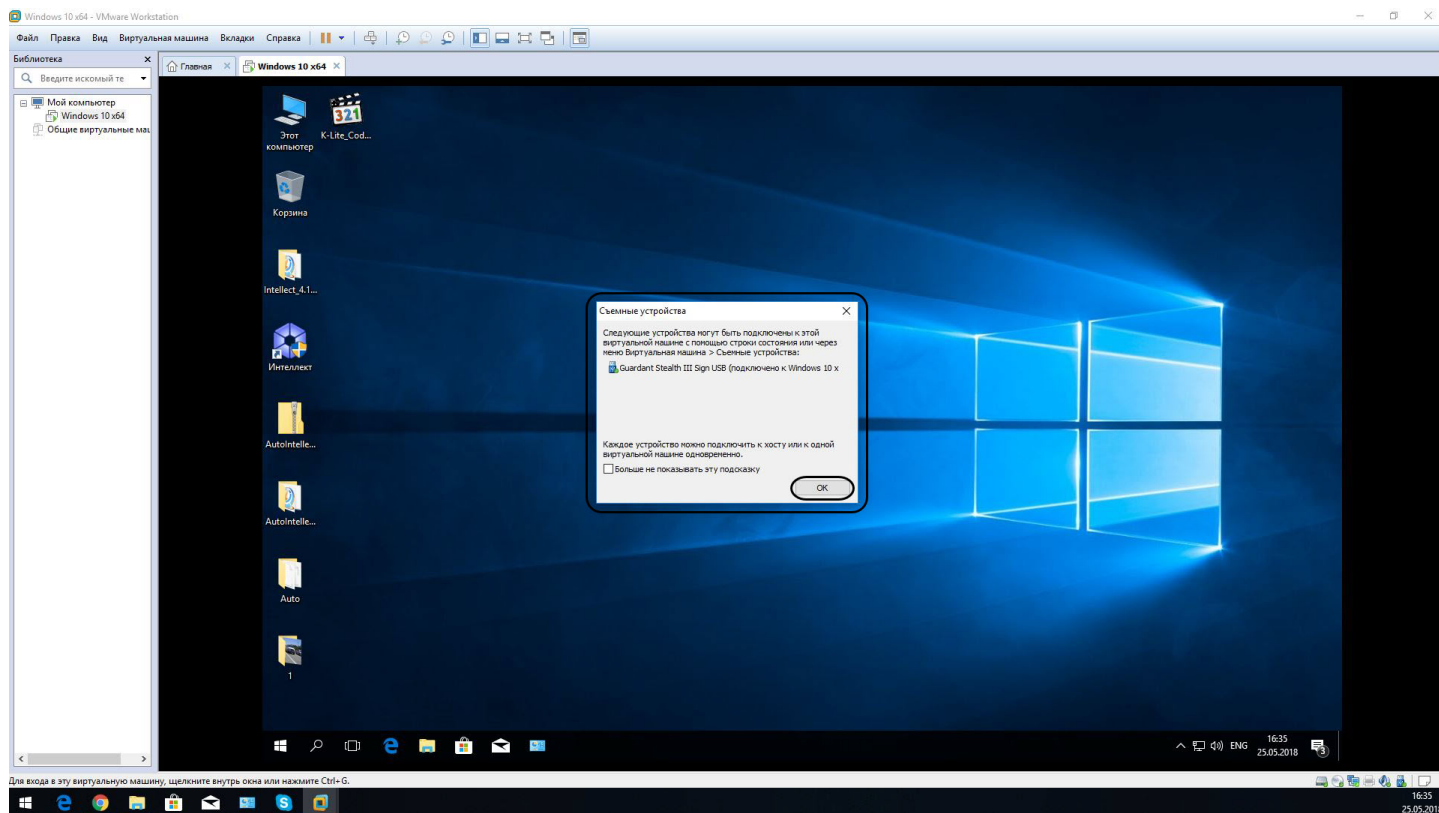 Windows 10 x64 - VMware Workstation
Файл Правка Вид Виртуальная машина Вкладки Справка
Библиотека
Введите искомый те
Мой компьютер
Windows 10 x64
Общие виртуальные маш
Главная
Windows 10 x64
Этот
компьютер
K-Lite_Cod...
321
Корзина
Intellect_4.1...
Интеллект
AutoIntelle...
AutoIntelle...
Auto
1
Съемные устройства
Следующие устройства могут быть подключены к этой
виртуальной машине с помощью строки состояния или через
меню Виртуальная машина > Съемные устройства:
Guardant Stealth III Sign USB (подключено к Windows 10 x
Каждое устройство можно подключить к хосту или к одной
виртуальной машине одновременно.
Больше не показывать эту подсказку
OK
ENG
16:35
25.05.2018
3
Для входа в эту виртуальную машину, щелкните внутрь окна или нажмите Ctrl+G.
16:35
25.05.2018